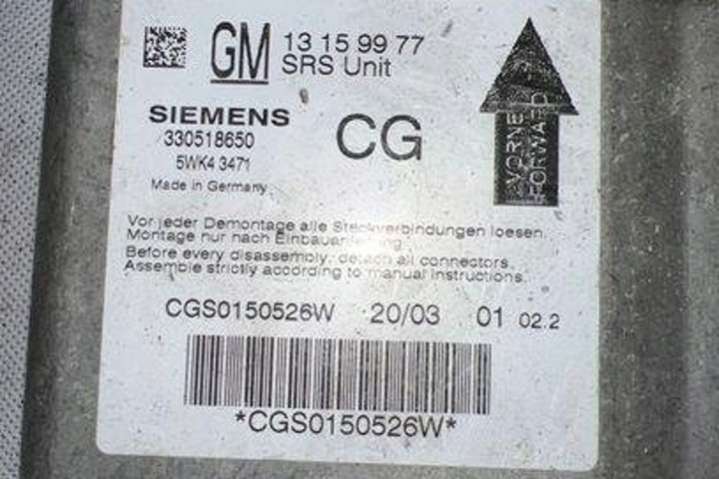 GM 13 15 99 77
SRS Unit
SIEMENS
330518650
5WK4 3471
Made in Germany
CG
VORNE
FORWARD
Vor jeder Demontage alle Steckverbindungen loesen.
Montage nur nach Einbauanleitung.
Before every disassembly, detach all connectors.
Assemble strictly according to manual instructions.
CGS0150526W 20/03 01 02.2
*CGS0150526W*